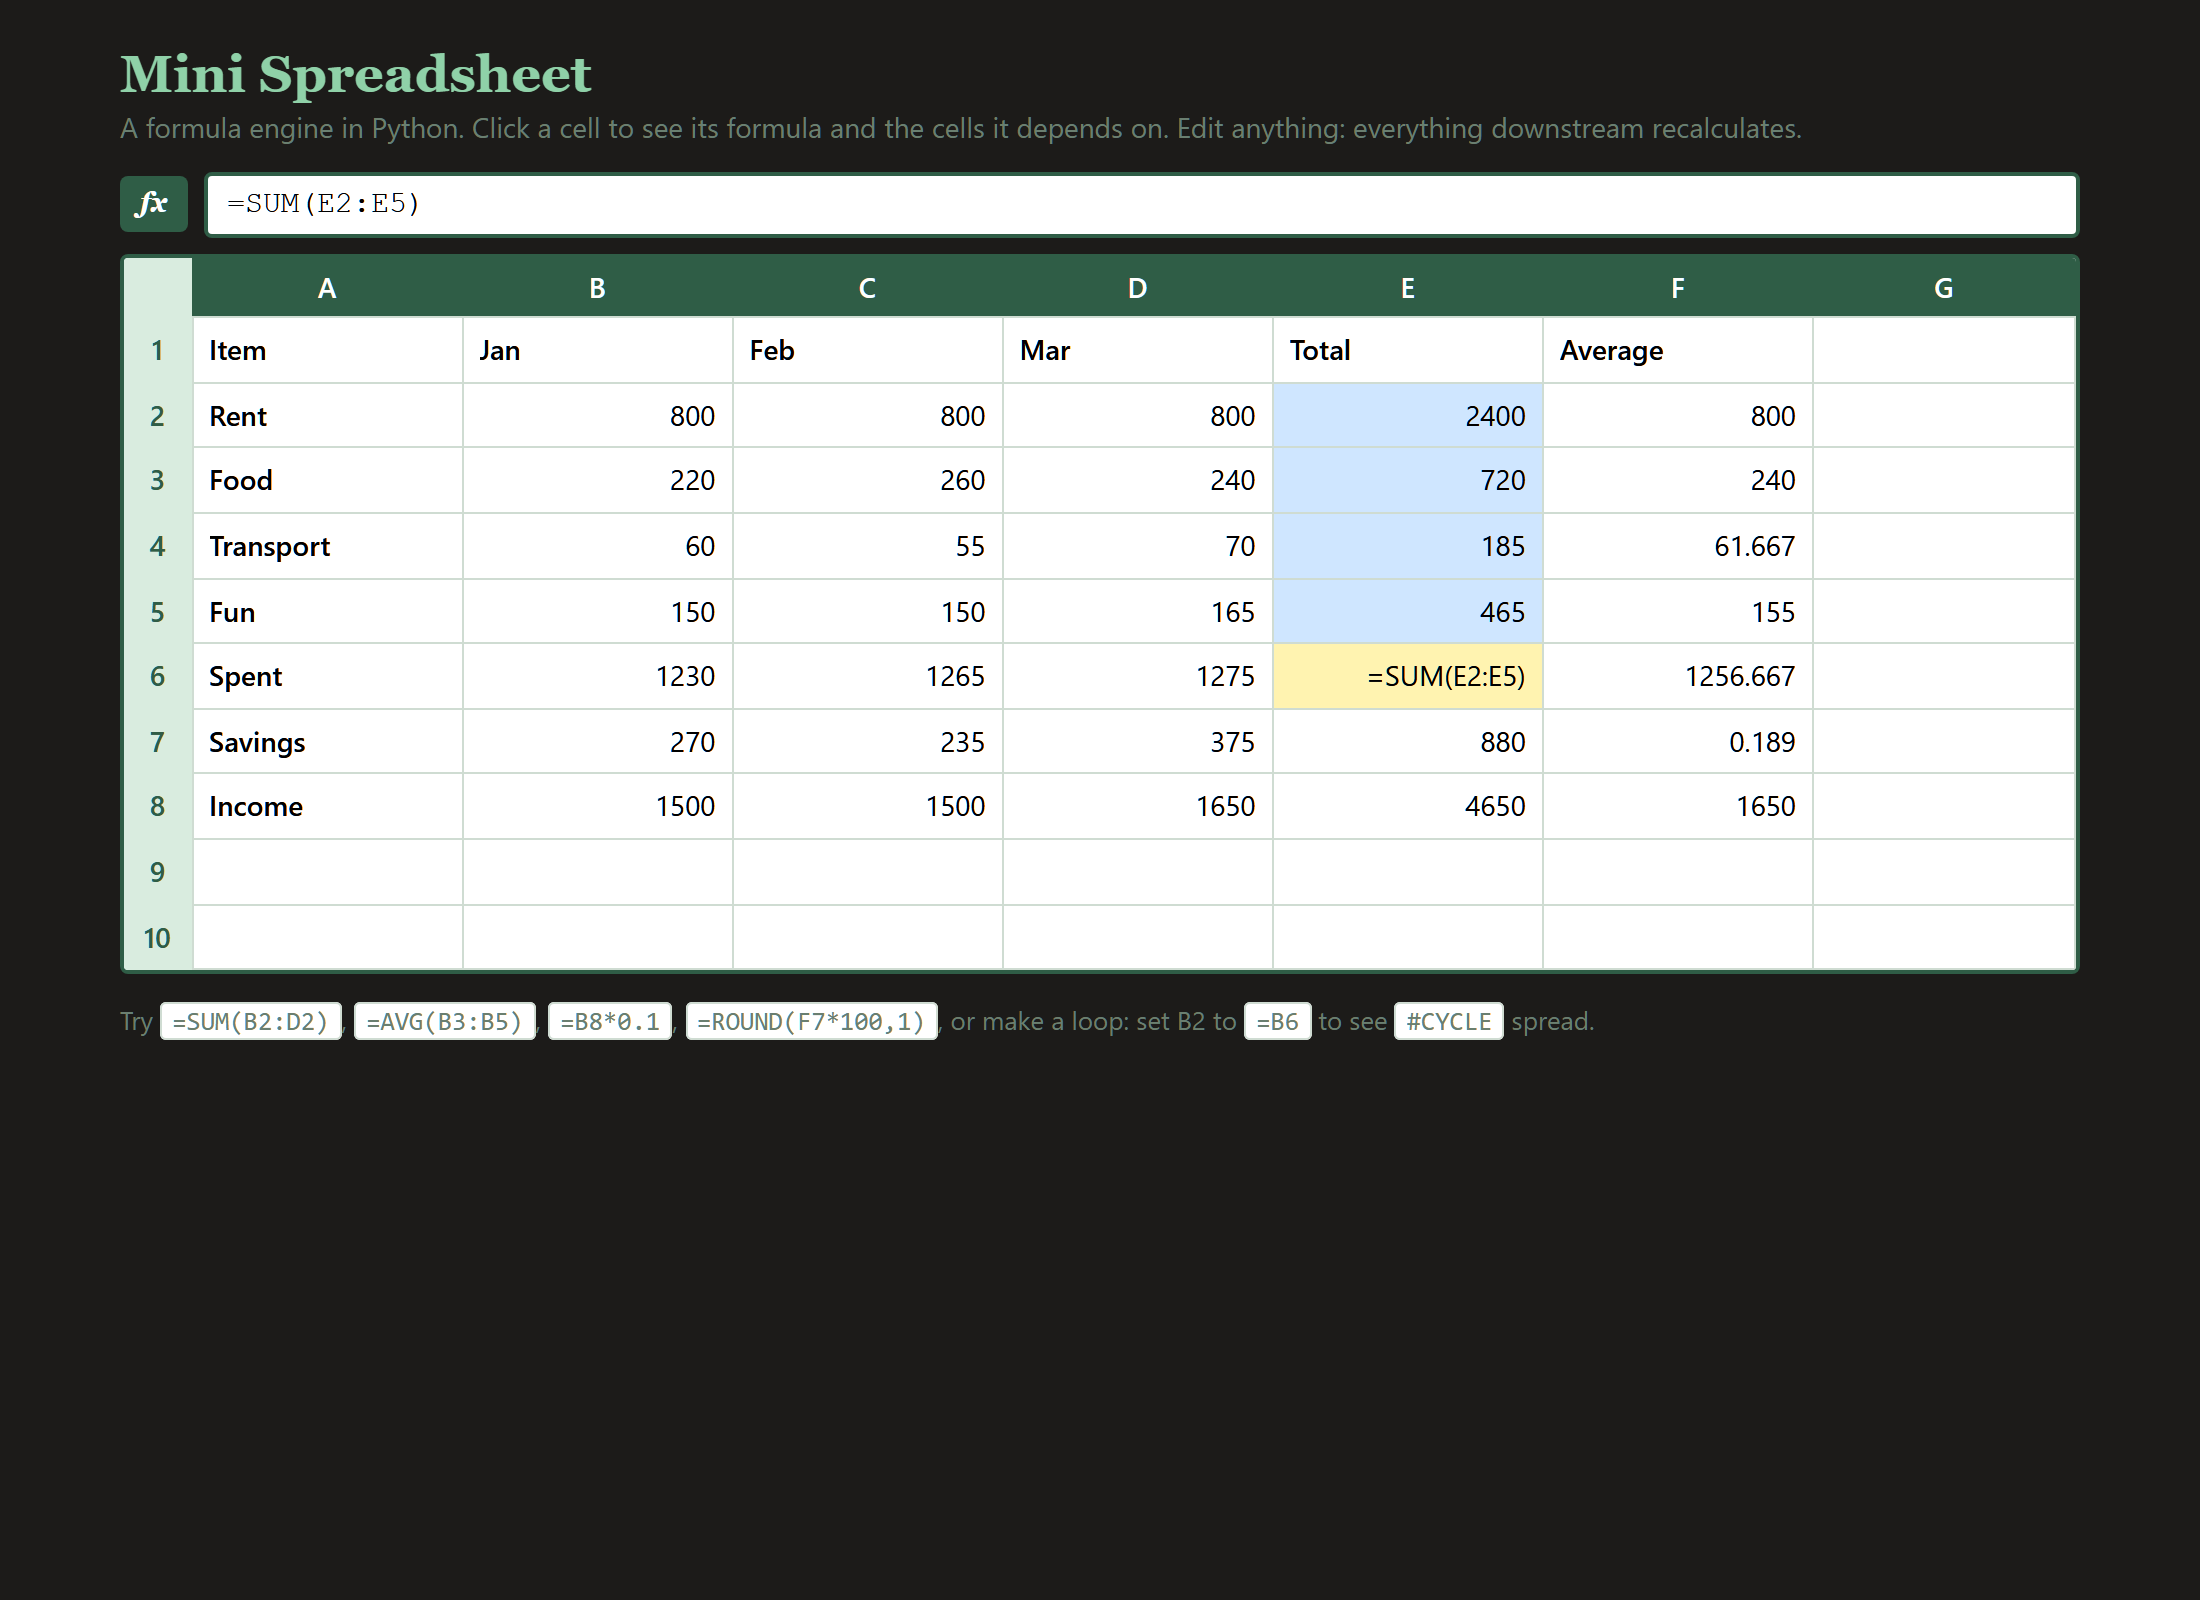 Mini Spreadsheet
A formula engine in Python. Click a cell to see its formula and the cells it depends on. Edit anything: everything downstream recalculates.
fx =SUM(E2:E5)
A B C D E F G
1 Item Jan Feb Mar Total Average
2 Rent 800 800 800 2400 800
3 Food 220 260 240 720 240
4 Transport 60 55 70 185 61.667
5 Fun 150 150 165 465 155
6 Spent 1230 1265 1275 =SUM(E2:E5) 1256.667
7 Savings 270 235 375 880 0.189
8 Income 1500 1500 1650 4650 1650
9
10
Try =SUM(B2:D2), =AVG(B3:B5), =B8*0.1, =ROUND(F7*100,1), or make a loop: set B2 to =B6 to see #CYCLE spread.